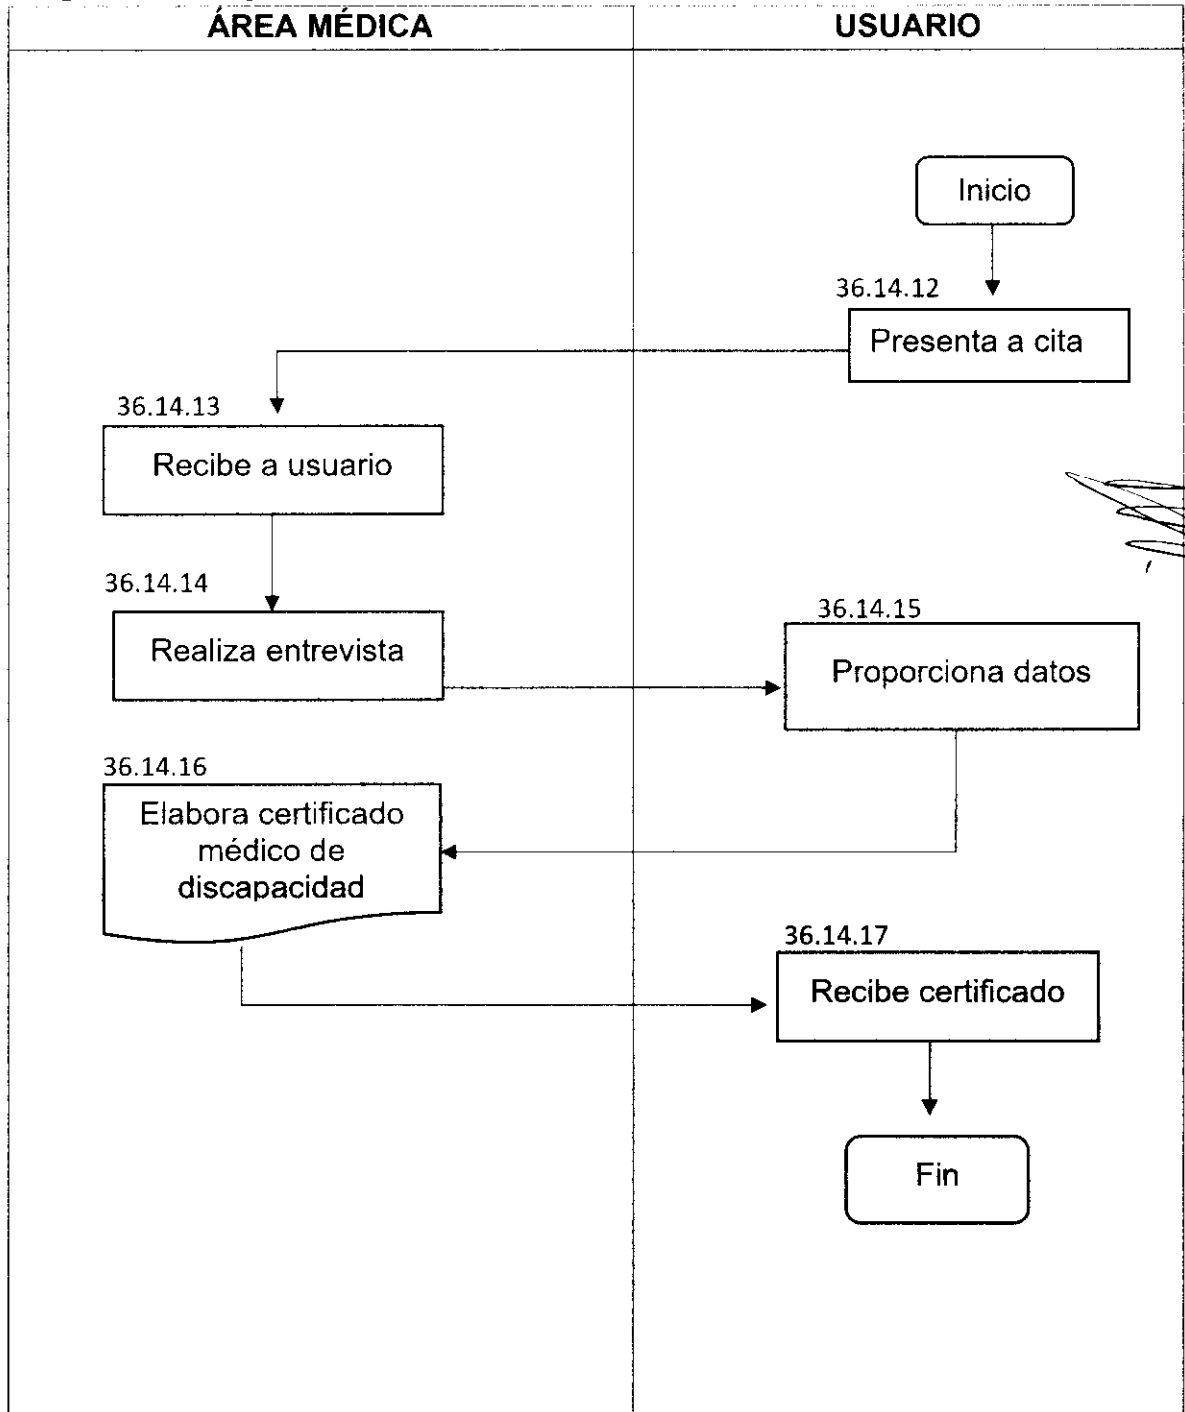 ÁREA MÉDICA
USUARIO
Inicio
36.14.12
Presenta a cita
36.14.13
Recibe a usuario
36.14.14
Realiza entrevista
36.14.15
Proporciona datos
36.14.16
Elabora certificado
médico de
discapacidad
36.14.17
Recibe certificado
Fin